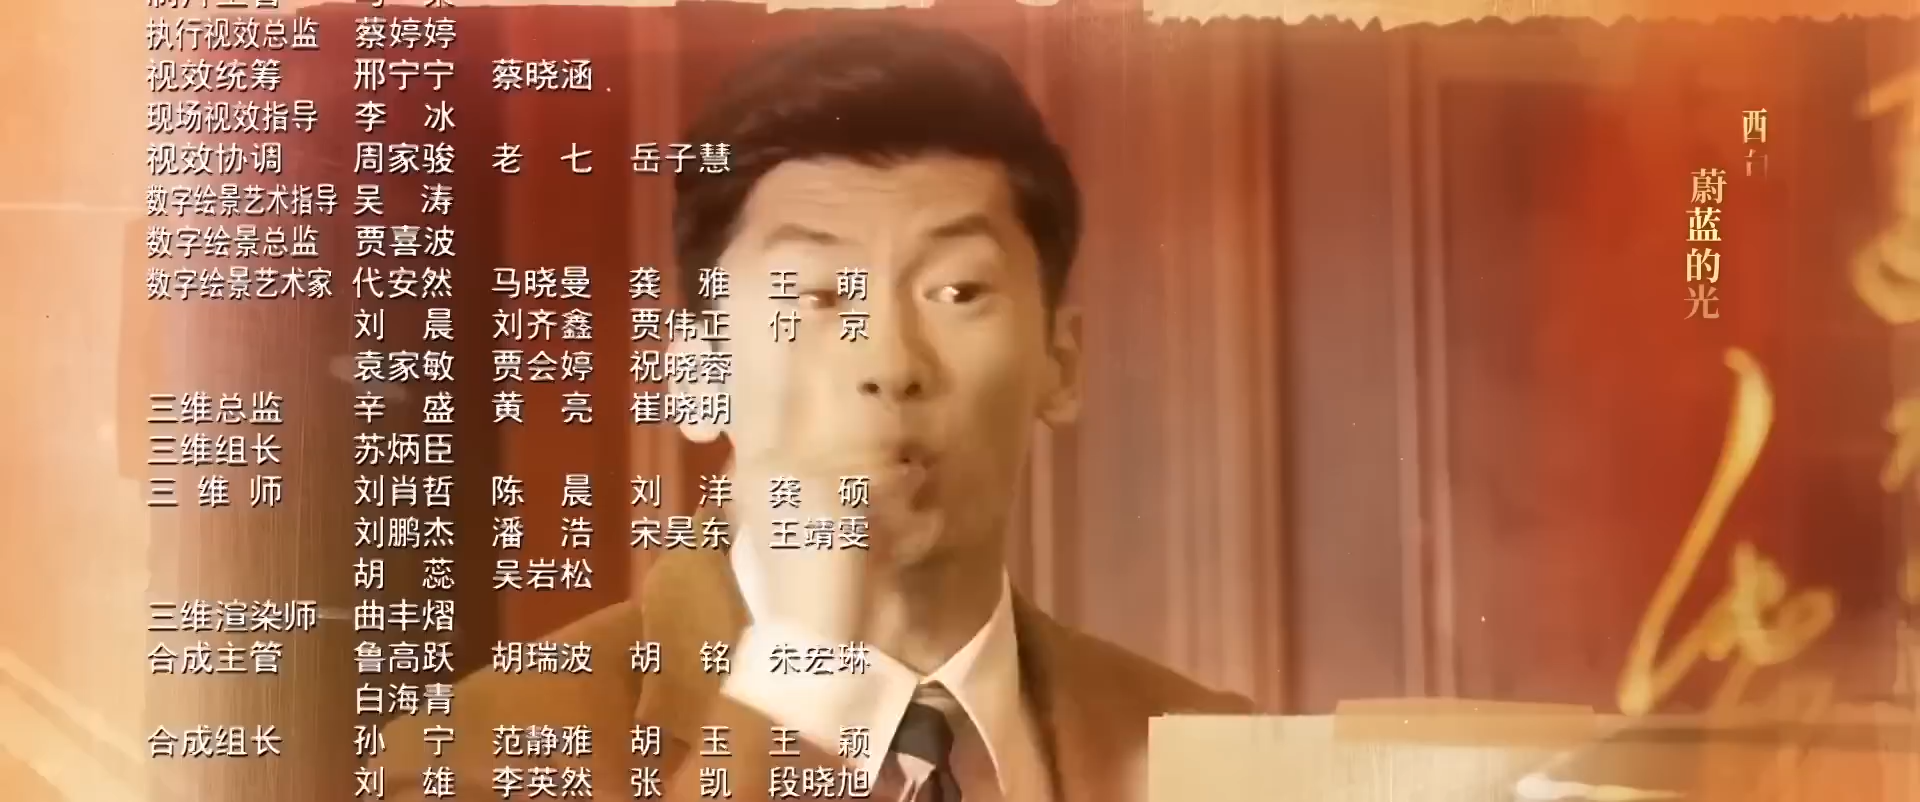 执行视效总监 蔡婷婷
视效统筹 邢宁宁 蔡晓涵
现场视效指导 李 冰
视效协调 周家骏 老 七 岳子慧
数字绘景艺术指导 吴 涛
数字绘景总监 贾喜波
数字绘景艺术家 代安然 马晓曼 龚 雅 王 萌
刘 晨 刘齐鑫 贾伟正 付 京
袁家敏 贾会婷 祝晓蓉
三维总监 辛 盛 黄 亮 崔晓明
三维组长 苏炳臣
三 维 师 刘肖哲 陈 晨 刘 洋 龚 硕
刘鹏杰 潘 浩 宋昊东 王靖雯
胡 蕊 吴岩松
三维渲染师 曲丰熠
合成主管 鲁高跃 胡瑞波 胡 铭 朱宏琳
白海青
合成组长 孙 宁 范静雅 胡 玉 王 颖
刘 雄 李英然 张 凯 段晓旭
西
蔚蓝的光